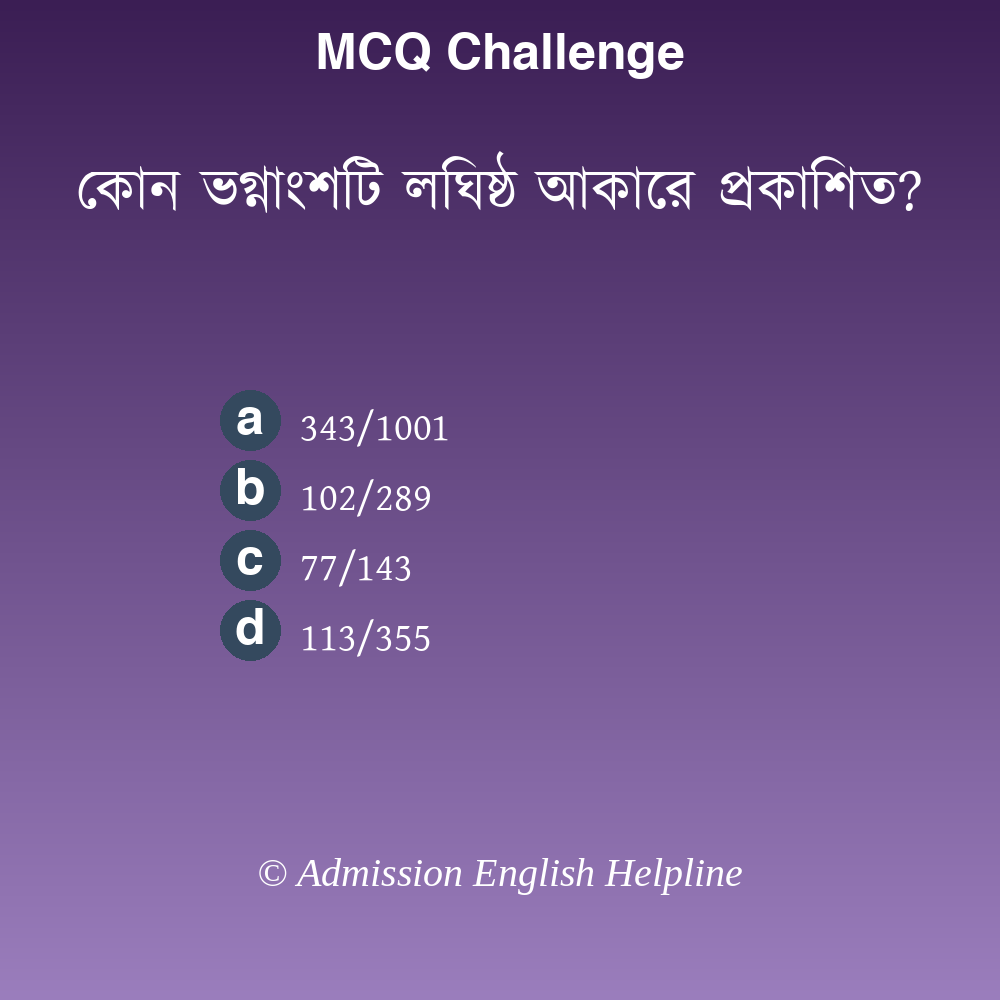 MCQ Challenge
কোন ভগ্নাংশটি লঘিষ্ঠ আকারে প্রকাশিত?
a 343/1001
b 102/289
c 77/143
d 113/355
© Admission English Helpline